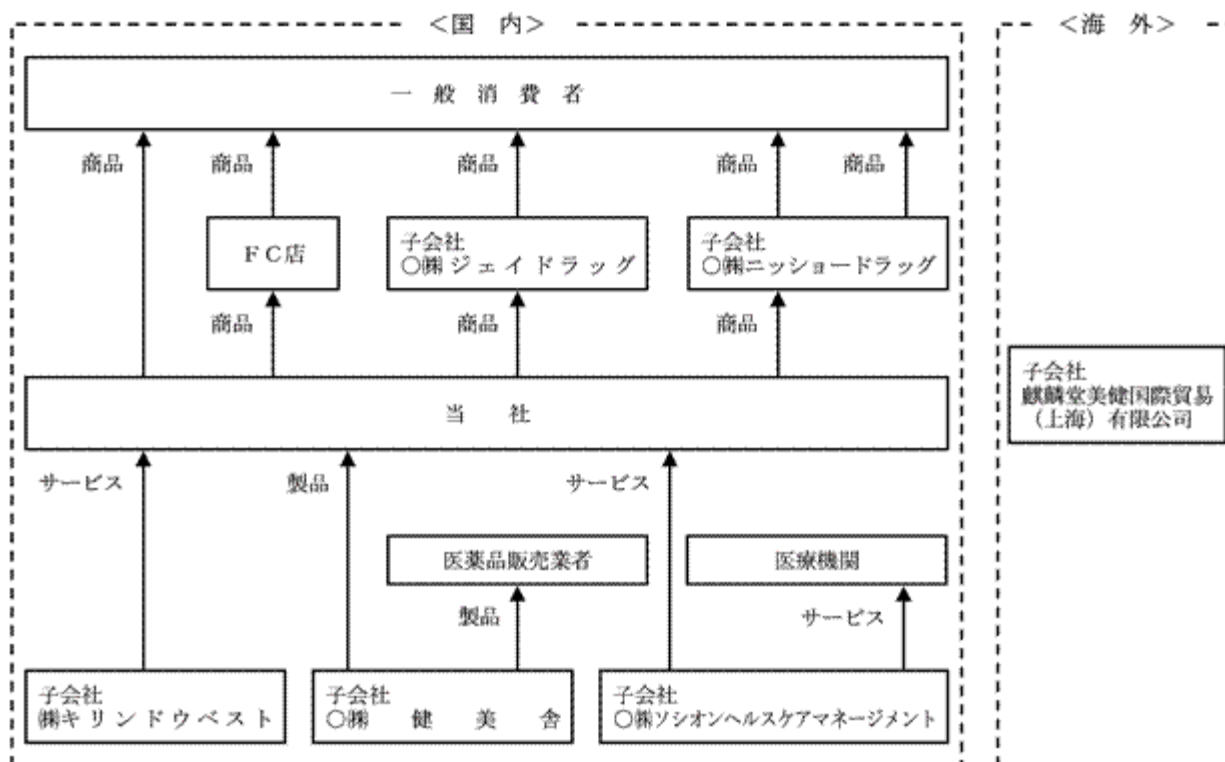 <国 内>
<海 外>
一 般 消 費 者
商品
商品
商品
商品
商品
FC店
子会社
○㈱ジェイドラッグ
子会社
○㈱ニッショードラッグ
商品
商品
商品
子会社
麒麟堂美健国際貿易
(上海)有限公司
当 社
サービス
製品
サービス
医薬品販売業者
医療機関
製品
サービス
子会社
㈱キリンドウベスト
子会社
○㈱ 健 美 舎
子会社
○㈱ソシオンヘルスケアマネージメント